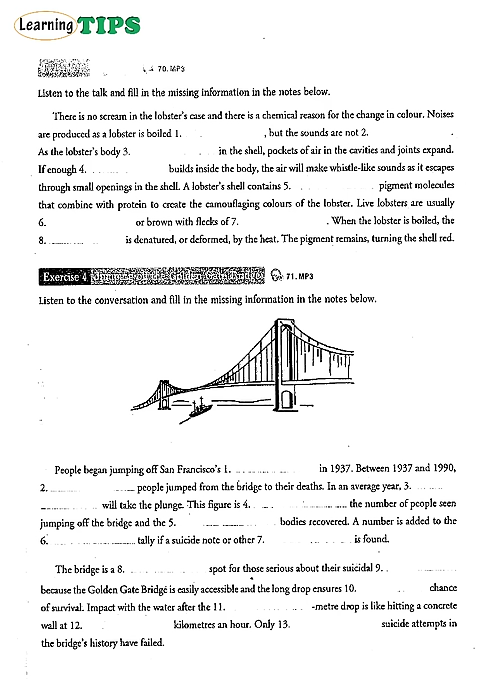 Learning TIPS
70. MP3
Listen to the talk and fill in the missing information in the notes below.
There is no scream in the lobster's case and there is a chemical reason for the change in colour. Noises
are produced as a lobster is boiled 1. , but the sounds are not 2. .
As the lobster's body 3. in the shell, pockets of air in the cavities and joints expand.
If enough 4. builds inside the body, the air will make whistle-like sounds as it escapes
through small openings in the shell. A lobster's shell contains 5. pigment molecules
that combine with protein to create the camouflaging colours of the lobster. Live lobsters are usually
6. or brown with flecks of 7. . When the lobster is boiled, the
8. is denatured, or deformed, by the heat. The pigment remains, turning the shell red.
Exercise 4 71. MP3
Listen to the conversation and fill in the missing information in the notes below.
People began jumping off San Francisco's 1. in 1937. Between 1937 and 1990,
2. people jumped from the bridge to their deaths. In an average year, 3.
will take the plunge. This figure is 4. the number of people seen
jumping off the bridge and the 5. bodies recovered. A number is added to the
6. tally if a suicide note or other 7. is found.
The bridge is a 8. spot for those serious about their suicidal 9.
because the Golden Gate Bridge is easily accessible and the long drop ensures 10. chance
of survival. Impact with the water after the 11. -metre drop is like hitting a concrete
wall at 12. kilometres an hour. Only 13. suicide attempts in
the bridge's history have failed.